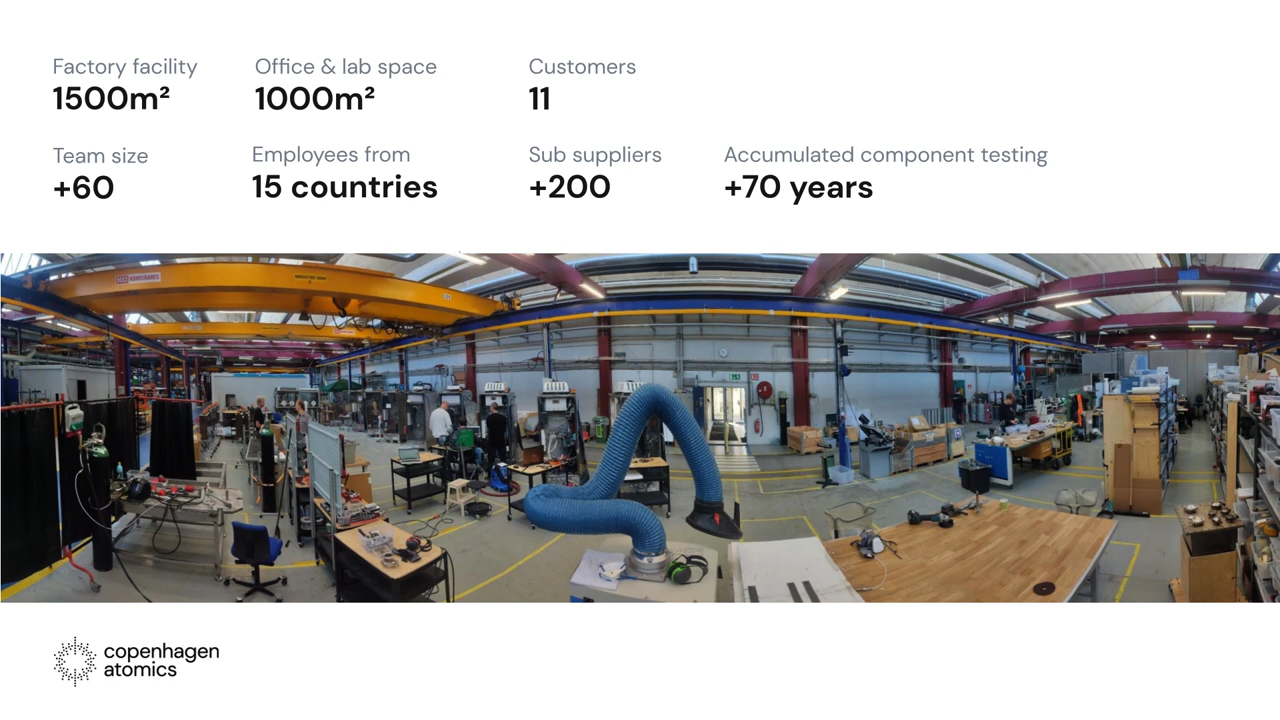 Factory facility
1500m²
Office & lab space
1000m²
Customers
11
Team size
+60
Employees from
15 countries
Sub suppliers
+200
Accumulated component testing
+70 years
copenhagen
atomics